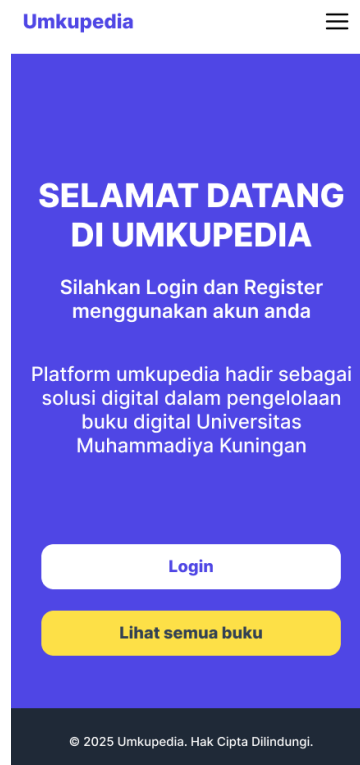 Umkupedia
SELAMAT DATANG
DI UMKUPEDIA
Silahkan Login dan Register
menggunakan akun anda
Platform umkupedia hadir sebagai
solusi digital dalam pengelolaan
buku digital Universitas
Muhammadiya Kuningan
Login
Lihat semua buku
© 2025 Umkupedia. Hak Cipta Dilindungi.